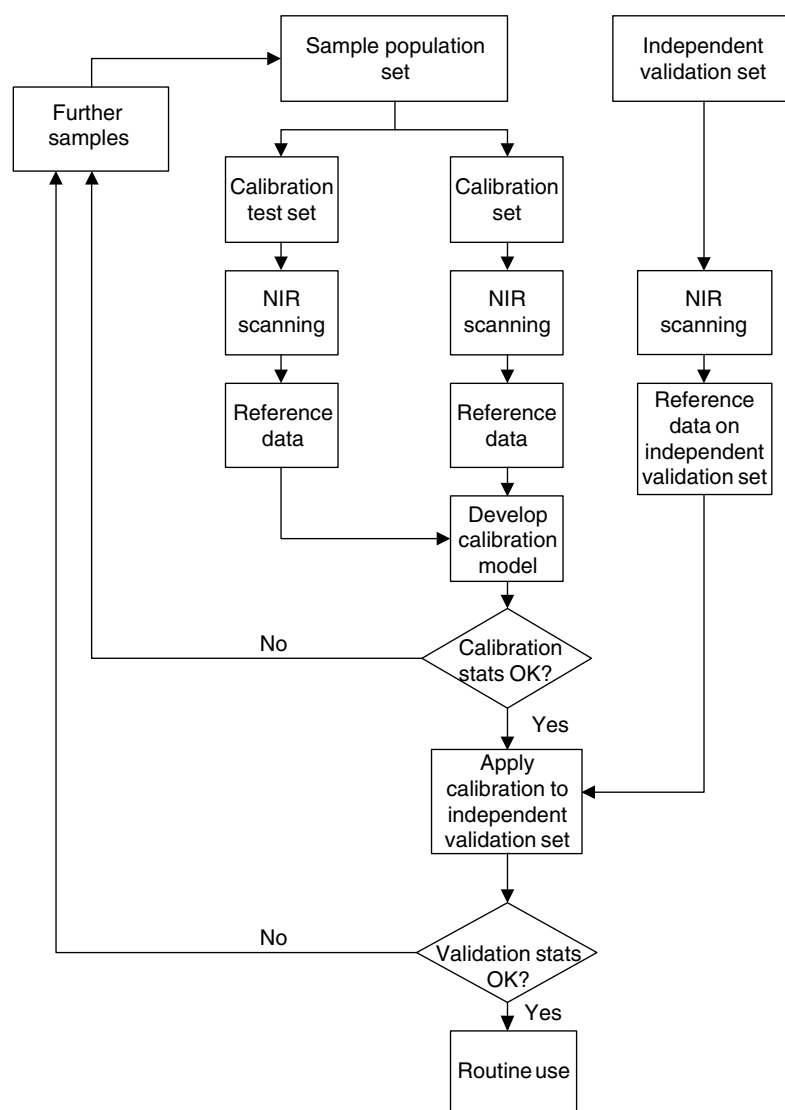 Sample population
set
Independent
validation set
Further
samples
Calibration
test set
Calibration
set
NIR
scanning
NIR
scanning
NIR
scanning
Reference
data
Reference
data
Reference
data on
independent
validation set
Develop
calibration
model
No
Calibration
stats OK?
Yes
Apply
calibration to
independent
validation set
No
Validation stats
OK?
Yes
Routine use